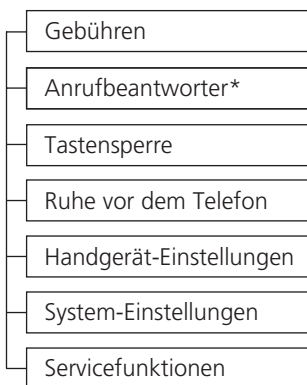 Gebühren
Anrufbeantworter*
Tastensperre
Ruhe vor dem Telefon
Handgerät-Einstellungen
System-Einstellungen
Servicefunktionen